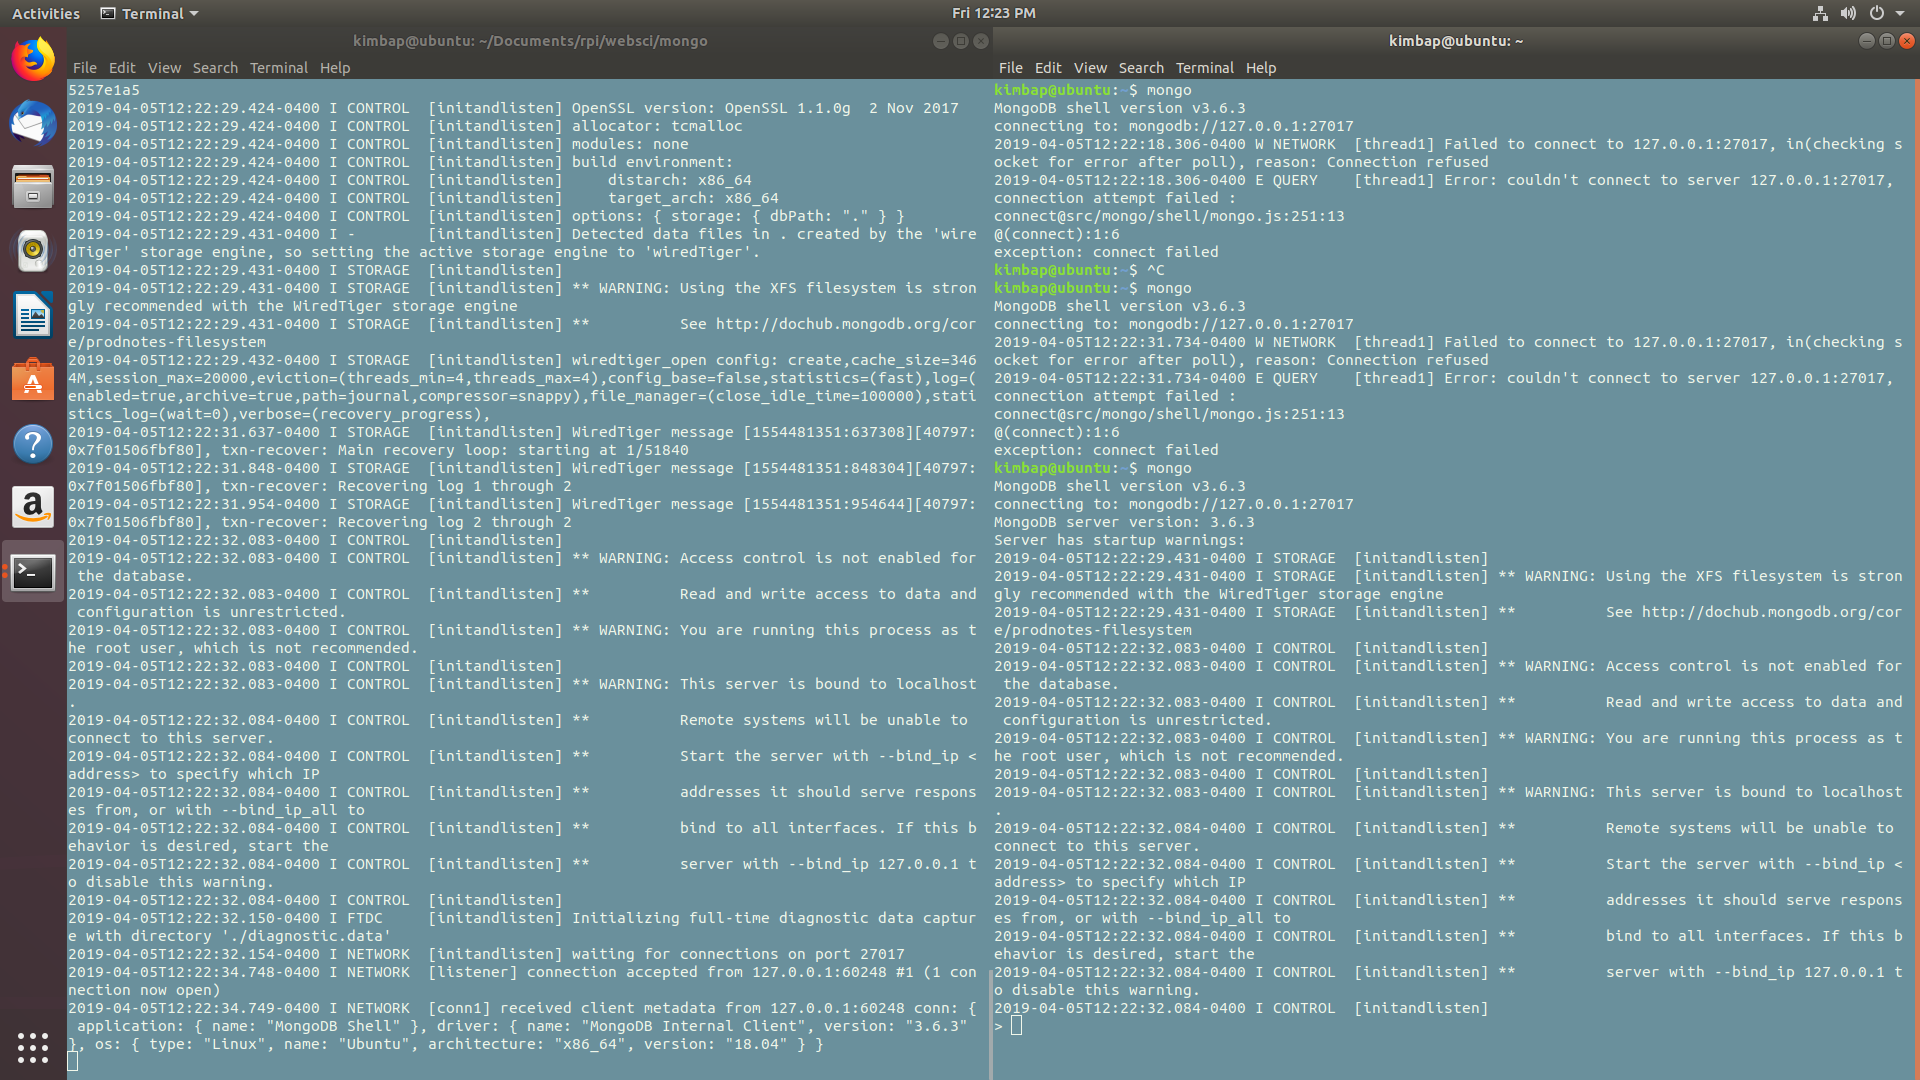 Activities
Terminal
Fri 12:23 PM
kimbap@ubuntu: ~/Documents/rpi/websci/mongo
File Edit View Search Terminal Help
5257e1a5
2019-04-05T12:22:29.424-0400 I CONTROL  [initandlisten] OpenSSL version: OpenSSL 1.1.0g  2 Nov 2017
2019-04-05T12:22:29.424-0400 I CONTROL  [initandlisten] allocator: tcmalloc
2019-04-05T12:22:29.424-0400 I CONTROL  [initandlisten] modules: none
2019-04-05T12:22:29.424-0400 I CONTROL  [initandlisten] build environment:
2019-04-05T12:22:29.424-0400 I CONTROL  [initandlisten]     distarch: x86_64
2019-04-05T12:22:29.424-0400 I CONTROL  [initandlisten]     target_arch: x86_64
2019-04-05T12:22:29.424-0400 I CONTROL  [initandlisten] options: { storage: { dbPath: "." } }
2019-04-05T12:22:29.431-0400 I -        [initandlisten] Detected data files in . created by the 'wire
dTiger' storage engine, so setting the active storage engine to 'wiredTiger'.
2019-04-05T12:22:29.431-0400 I STORAGE  [initandlisten]
2019-04-05T12:22:29.431-0400 I STORAGE  [initandlisten] ** WARNING: Using the XFS filesystem is stron
gly recommended with the WiredTiger storage engine
2019-04-05T12:22:29.431-0400 I STORAGE  [initandlisten] **          See http://dochub.mongodb.org/cor
e/prodnotes-filesystem
2019-04-05T12:22:29.432-0400 I STORAGE  [initandlisten] wiredtiger_open config: create,cache_size=346
4M,session_max=20000,eviction=(threads_min=4,threads_max=4),config_base=false,statistics=(fast),log=(
enabled=true,archive=true,path=journal,compressor=snappy),file_manager=(close_idle_time=100000),stati
stics_log=(wait=0),verbose=(recovery_progress),
2019-04-05T12:22:31.637-0400 I STORAGE  [initandlisten] WiredTiger message [1554481351:637308][40797:
0x7f01506fbf80], txn-recover: Main recovery loop: starting at 1/51840
2019-04-05T12:22:31.848-0400 I STORAGE  [initandlisten] WiredTiger message [1554481351:848304][40797:
0x7f01506fbf80], txn-recover: Recovering log 1 through 2
2019-04-05T12:22:31.954-0400 I STORAGE  [initandlisten] WiredTiger message [1554481351:954644][40797:
0x7f01506fbf80], txn-recover: Recovering log 2 through 2
2019-04-05T12:22:32.083-0400 I CONTROL  [initandlisten]
2019-04-05T12:22:32.083-0400 I CONTROL  [initandlisten] ** WARNING: Access control is not enabled for
 the database.
2019-04-05T12:22:32.083-0400 I CONTROL  [initandlisten] **          Read and write access to data and
 configuration is unrestricted.
2019-04-05T12:22:32.083-0400 I CONTROL  [initandlisten] ** WARNING: You are running this process as t
he root user, which is not recommended.
2019-04-05T12:22:32.083-0400 I CONTROL  [initandlisten]
2019-04-05T12:22:32.083-0400 I CONTROL  [initandlisten] ** WARNING: This server is bound to localhost
.
2019-04-05T12:22:32.084-0400 I CONTROL  [initandlisten] **          Remote systems will be unable to
connect to this server.
2019-04-05T12:22:32.084-0400 I CONTROL  [initandlisten] **          Start the server with --bind_ip <
address> to specify which IP
2019-04-05T12:22:32.084-0400 I CONTROL  [initandlisten] **          addresses it should serve respons
es from, or with --bind_ip_all to
2019-04-05T12:22:32.084-0400 I CONTROL  [initandlisten] **          bind to all interfaces. If this b
ehavior is desired, start the
2019-04-05T12:22:32.084-0400 I CONTROL  [initandlisten] **          server with --bind_ip 127.0.0.1 t
o disable this warning.
2019-04-05T12:22:32.084-0400 I CONTROL  [initandlisten]
2019-04-05T12:22:32.150-0400 I FTDC     [initandlisten] Initializing full-time diagnostic data captur
e with directory './diagnostic.data'
2019-04-05T12:22:32.154-0400 I NETWORK  [initandlisten] waiting for connections on port 27017
2019-04-05T12:22:34.748-0400 I NETWORK  [listener] connection accepted from 127.0.0.1:60248 #1 (1 con
nection now open)
2019-04-05T12:22:34.749-0400 I NETWORK  [conn1] received client metadata from 127.0.0.1:60248 conn: {
 application: { name: "MongoDB Shell" }, driver: { name: "MongoDB Internal Client", version: "3.6.3"
}, os: { type: "Linux", name: "Ubuntu", architecture: "x86_64", version: "18.04" } }
kimbap@ubuntu: ~
File Edit View Search Terminal Help
kimbap@ubuntu:~$ mongo
MongoDB shell version v3.6.3
connecting to: mongodb://127.0.0.1:27017
2019-04-05T12:22:18.306-0400 W NETWORK  [thread1] Failed to connect to 127.0.0.1:27017, in(checking s
ocket for error after poll), reason: Connection refused
2019-04-05T12:22:18.306-0400 E QUERY    [thread1] Error: couldn't connect to server 127.0.0.1:27017,
connection attempt failed :
connect@src/mongo/shell/mongo.js:251:13
@(connect):1:6
exception: connect failed
kimbap@ubuntu:~$ ^C
kimbap@ubuntu:~$ mongo
MongoDB shell version v3.6.3
connecting to: mongodb://127.0.0.1:27017
2019-04-05T12:22:31.734-0400 W NETWORK  [thread1] Failed to connect to 127.0.0.1:27017, in(checking s
ocket for error after poll), reason: Connection refused
2019-04-05T12:22:31.734-0400 E QUERY    [thread1] Error: couldn't connect to server 127.0.0.1:27017,
connection attempt failed :
connect@src/mongo/shell/mongo.js:251:13
@(connect):1:6
exception: connect failed
kimbap@ubuntu:~$ mongo
MongoDB shell version v3.6.3
connecting to: mongodb://127.0.0.1:27017
MongoDB server version: 3.6.3
Server has startup warnings:
2019-04-05T12:22:29.431-0400 I STORAGE  [initandlisten]
2019-04-05T12:22:29.431-0400 I STORAGE  [initandlisten] ** WARNING: Using the XFS filesystem is stron
gly recommended with the WiredTiger storage engine
2019-04-05T12:22:29.431-0400 I STORAGE  [initandlisten] **          See http://dochub.mongodb.org/cor
e/prodnotes-filesystem
2019-04-05T12:22:32.083-0400 I CONTROL  [initandlisten]
2019-04-05T12:22:32.083-0400 I CONTROL  [initandlisten] ** WARNING: Access control is not enabled for
 the database.
2019-04-05T12:22:32.083-0400 I CONTROL  [initandlisten] **          Read and write access to data and
 configuration is unrestricted.
2019-04-05T12:22:32.083-0400 I CONTROL  [initandlisten] ** WARNING: You are running this process as t
he root user, which is not recommended.
2019-04-05T12:22:32.083-0400 I CONTROL  [initandlisten]
2019-04-05T12:22:32.083-0400 I CONTROL  [initandlisten] ** WARNING: This server is bound to localhost
.
2019-04-05T12:22:32.084-0400 I CONTROL  [initandlisten] **          Remote systems will be unable to
connect to this server.
2019-04-05T12:22:32.084-0400 I CONTROL  [initandlisten] **          Start the server with --bind_ip <
address> to specify which IP
2019-04-05T12:22:32.084-0400 I CONTROL  [initandlisten] **          addresses it should serve respons
es from, or with --bind_ip_all to
2019-04-05T12:22:32.084-0400 I CONTROL  [initandlisten] **          bind to all interfaces. If this b
ehavior is desired, start the
2019-04-05T12:22:32.084-0400 I CONTROL  [initandlisten] **          server with --bind_ip 127.0.0.1 t
o disable this warning.
2019-04-05T12:22:32.084-0400 I CONTROL  [initandlisten]
>